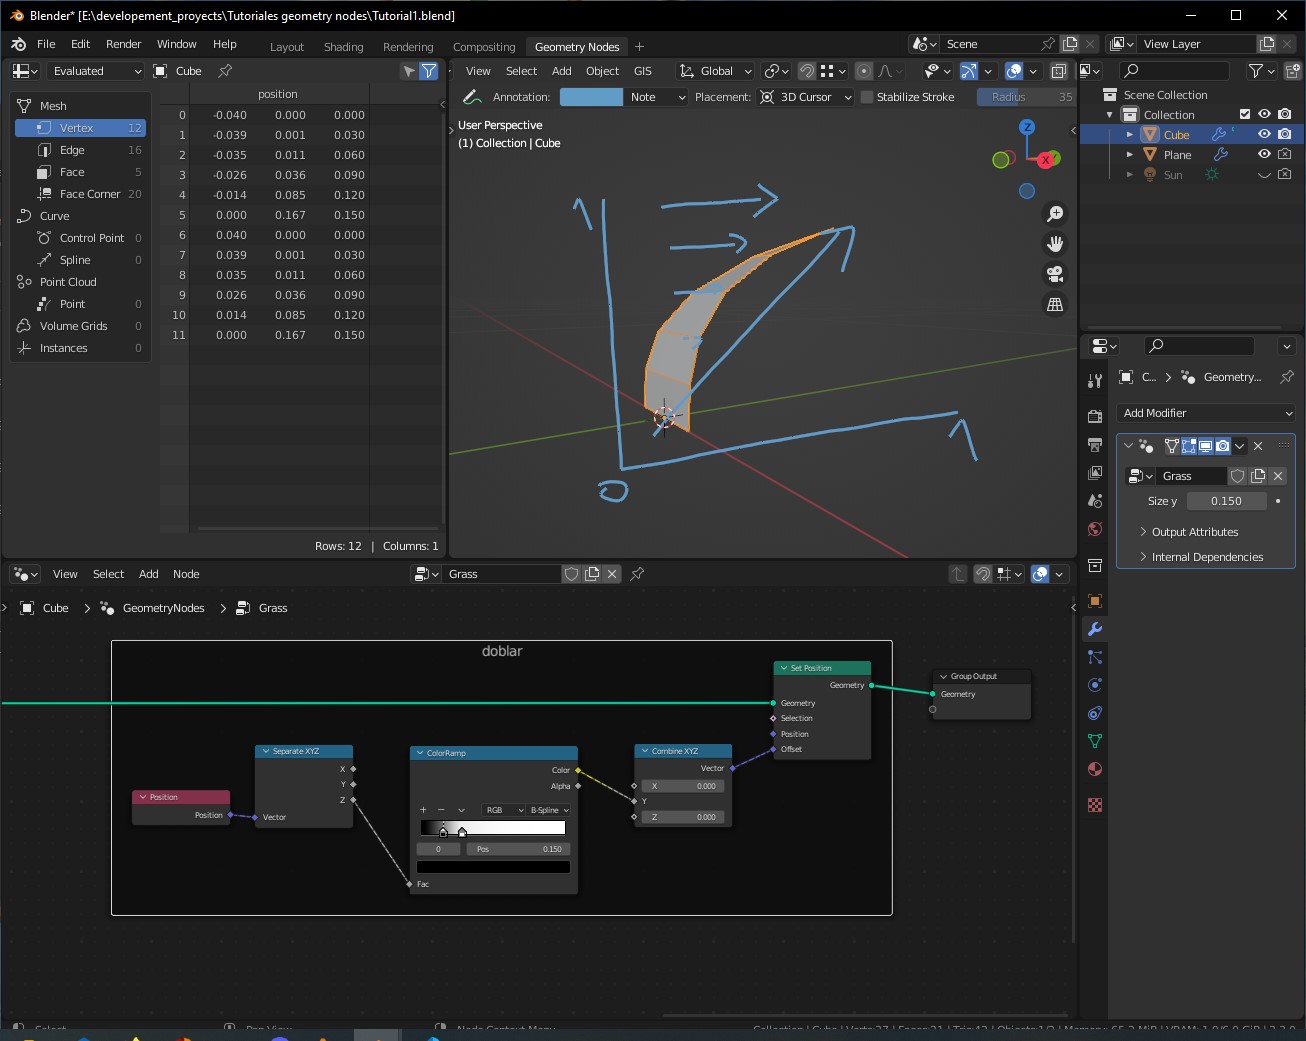 Blender* [E:\developement_proyects\Tutoriales geometry nodes\Tutorial1.blend]
File Edit Render Window Help Layout Shading Rendering Compositing Geometry Nodes + Scene View Layer
Evaluated Cube
View Select Add Object GIS Global
Annotation: Note Placement: 3D Cursor Stabilize Stroke Radius 35
Mesh
Vertex 12
Edge 16
Face 5
Face Corner 20
Curve
Control Point 0
Spline 0
Point Cloud
Point 0
Volume Grids 0
Instances 0
position
0 -0.040 0.000 0.000
1 -0.039 0.001 0.030
2 -0.035 0.011 0.060
3 -0.026 0.036 0.090
4 -0.014 0.085 0.120
5 0.000 0.167 0.150
6 0.040 0.000 0.000
7 0.039 0.001 0.030
8 0.035 0.011 0.060
9 0.026 0.036 0.090
10 0.014 0.085 0.120
11 0.000 0.167 0.150
Rows: 12 | Columns: 1
User Perspective
(1) Collection | Cube
Z
X
Scene Collection
Collection
Cube
Plane
Sun
C... > Geometry...
Add Modifier
Grass
Size y 0.150
Output Attributes
Internal Dependencies
View Select Add Node Grass
Cube > GeometryNodes > Grass
doblar
Position
Position
Separate XYZ
X
Y
Z
Vector
ColorRamp
Color
Alpha
+ − RGB B-Spline
0 Pos 0.150
Fac
Combine XYZ
Vector
X 0.000
Y
Z 0.000
Set Position
Geometry
Geometry
Selection
Position
Offset
Group Output
Geometry